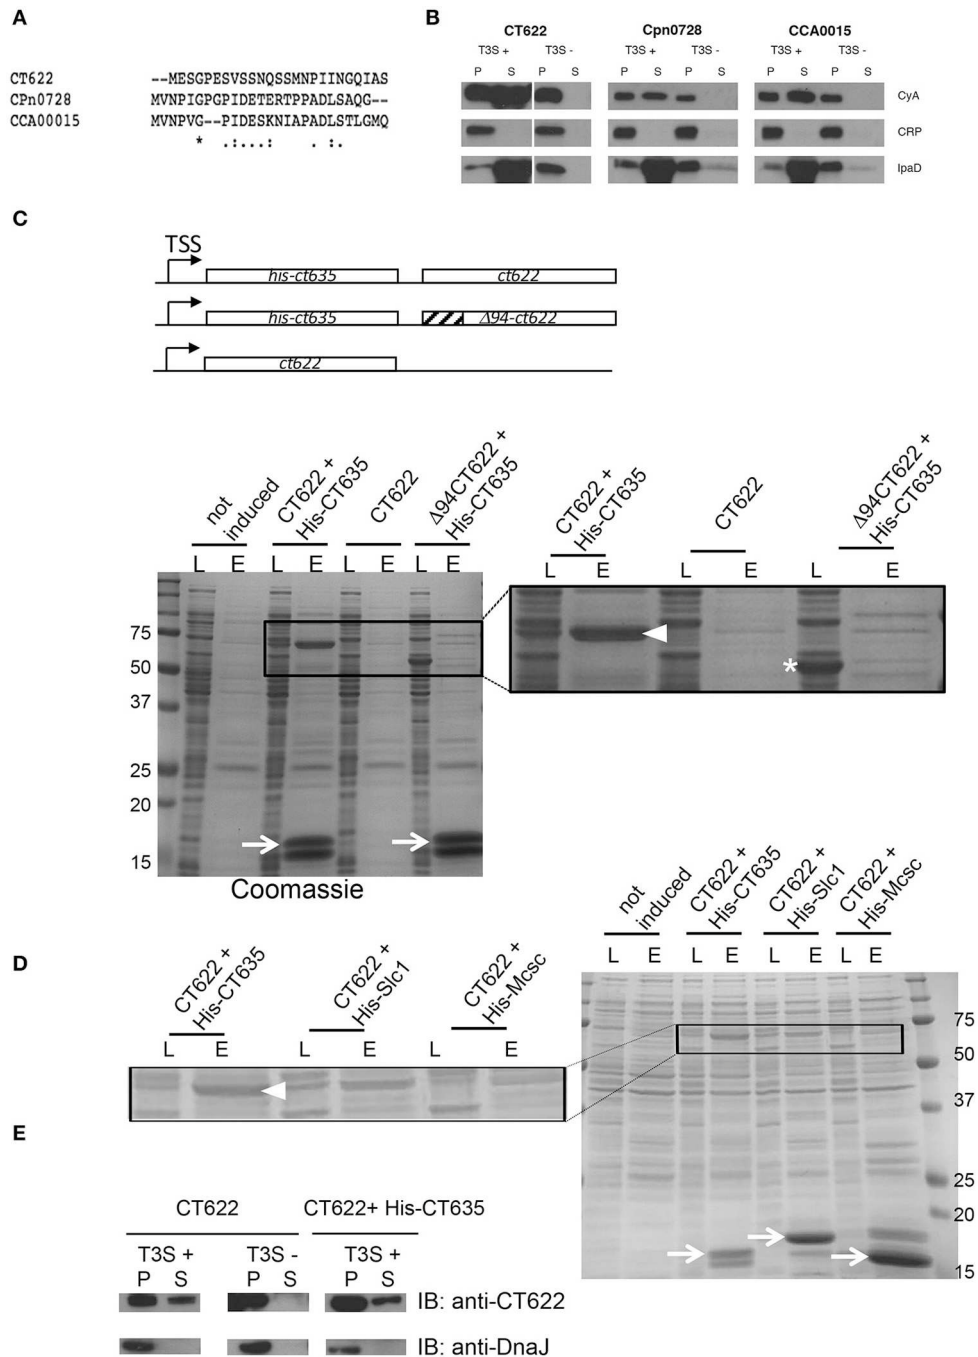 A
CT622 --MESGPESVSSNQSSMNPIINGQIAS
CPn0728 MVNPIGPGPIDETERTPPADLSAQG--
CCA00015 MVNPVG--PIDESKNIAPADLSTLGMQ
* .:...: . :.
B
CT622 Cpn0728 CCA0015
T3S + T3S - T3S + T3S - T3S + T3S -
P S P S P S P S P S P S
CyA
CRP
IpaD
C
TSS
his-ct635 ct622
his-ct635 Δ94-ct622
ct622
not induced
CT622 + His-CT635
CT622
Δ94CT622 + His-CT635
L E L E L E L E
75
50
37
25
20
15
Coomassie
CT622 + His-CT635
CT622
Δ94CT622 + His-CT635
L E L E L E
*
D
CT622 + His-CT635
CT622 + His-Slc1
CT622 + His-Mcsc
L E L E L E
not induced
CT622 + His-CT635
CT622 + His-Slc1
CT622 + His-Mcsc
L E L E L E L E
75
50
37
25
20
15
E
CT622 CT622+ His-CT635
T3S + T3S - T3S +
P S P S P S
IB: anti-CT622
IB: anti-DnaJ